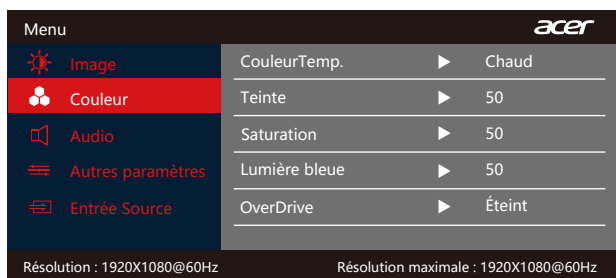 Menu
acer
Image
CouleurTemp. Chaud
Couleur
Teinte 50
Audio
Saturation 50
Autres paramètres
Lumière bleue 50
Entrée Source
OverDrive Éteint
Résolution : 1920X1080@60Hz
Résolution maximale : 1920X1080@60Hz